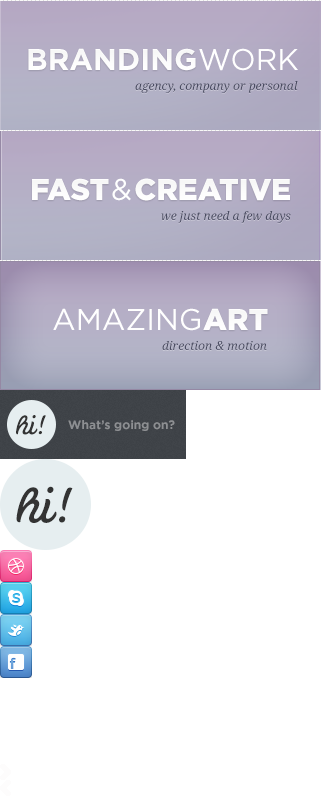 BRANDINGWORK
agency, company or personal
FAST&CREATIVE
we just need a few days
AMAZINGART
direction & motion
hi! What's going on?
hi!